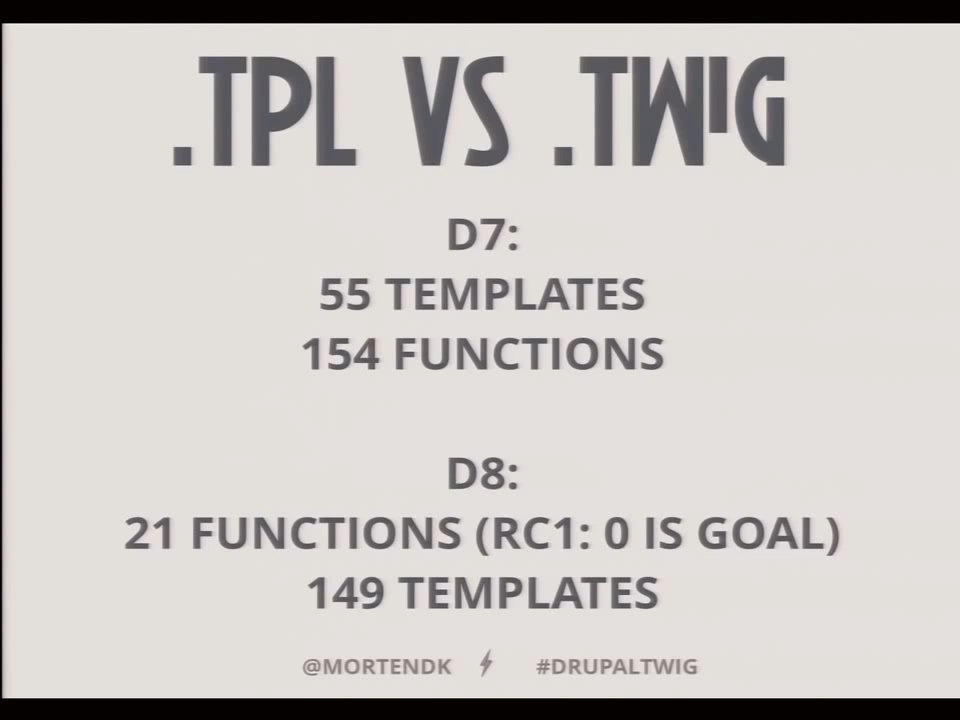 .TPL VS .TWIG
D7:
55 TEMPLATES
154 FUNCTIONS
D8:
21 FUNCTIONS (RC1: 0 IS GOAL)
149 TEMPLATES
@MORTENDK #DRUPALTWIG